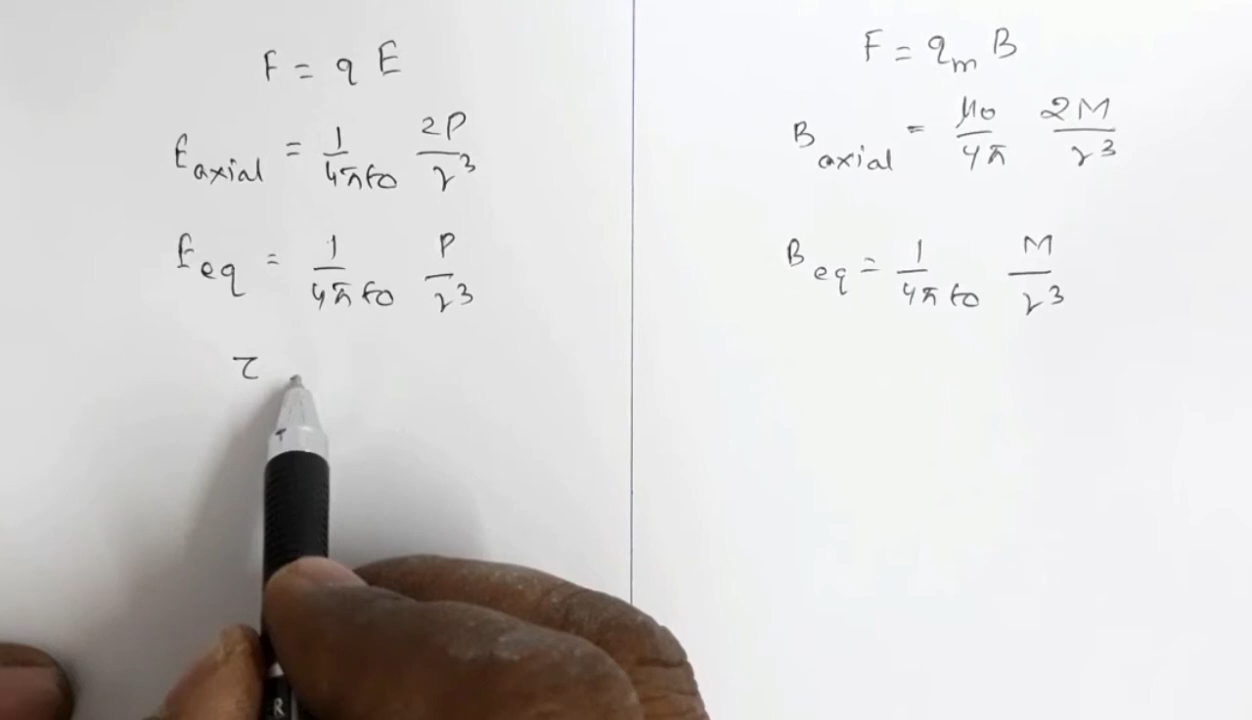 F = q E
E axial = 1/4πε0 2P/r³
E eq = 1/4πε0 P/r³
τ
F = qm B
B axial = μ0/4π 2M/r³
B eq = 1/4πε0 M/r³
R